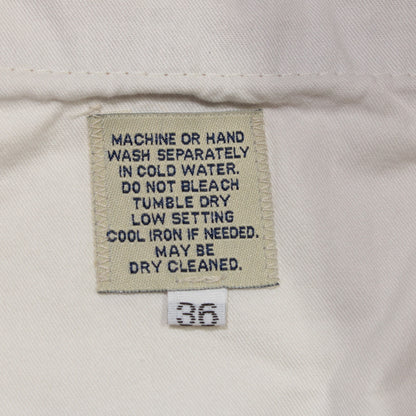 MACHINE OR HAND
WASH SEPARATELY
IN COLD WATER.
DO NOT BLEACH
TUMBLE DRY
LOW SETTING
COOL IRON IF NEEDED.
MAY BE
DRY CLEANED.
36